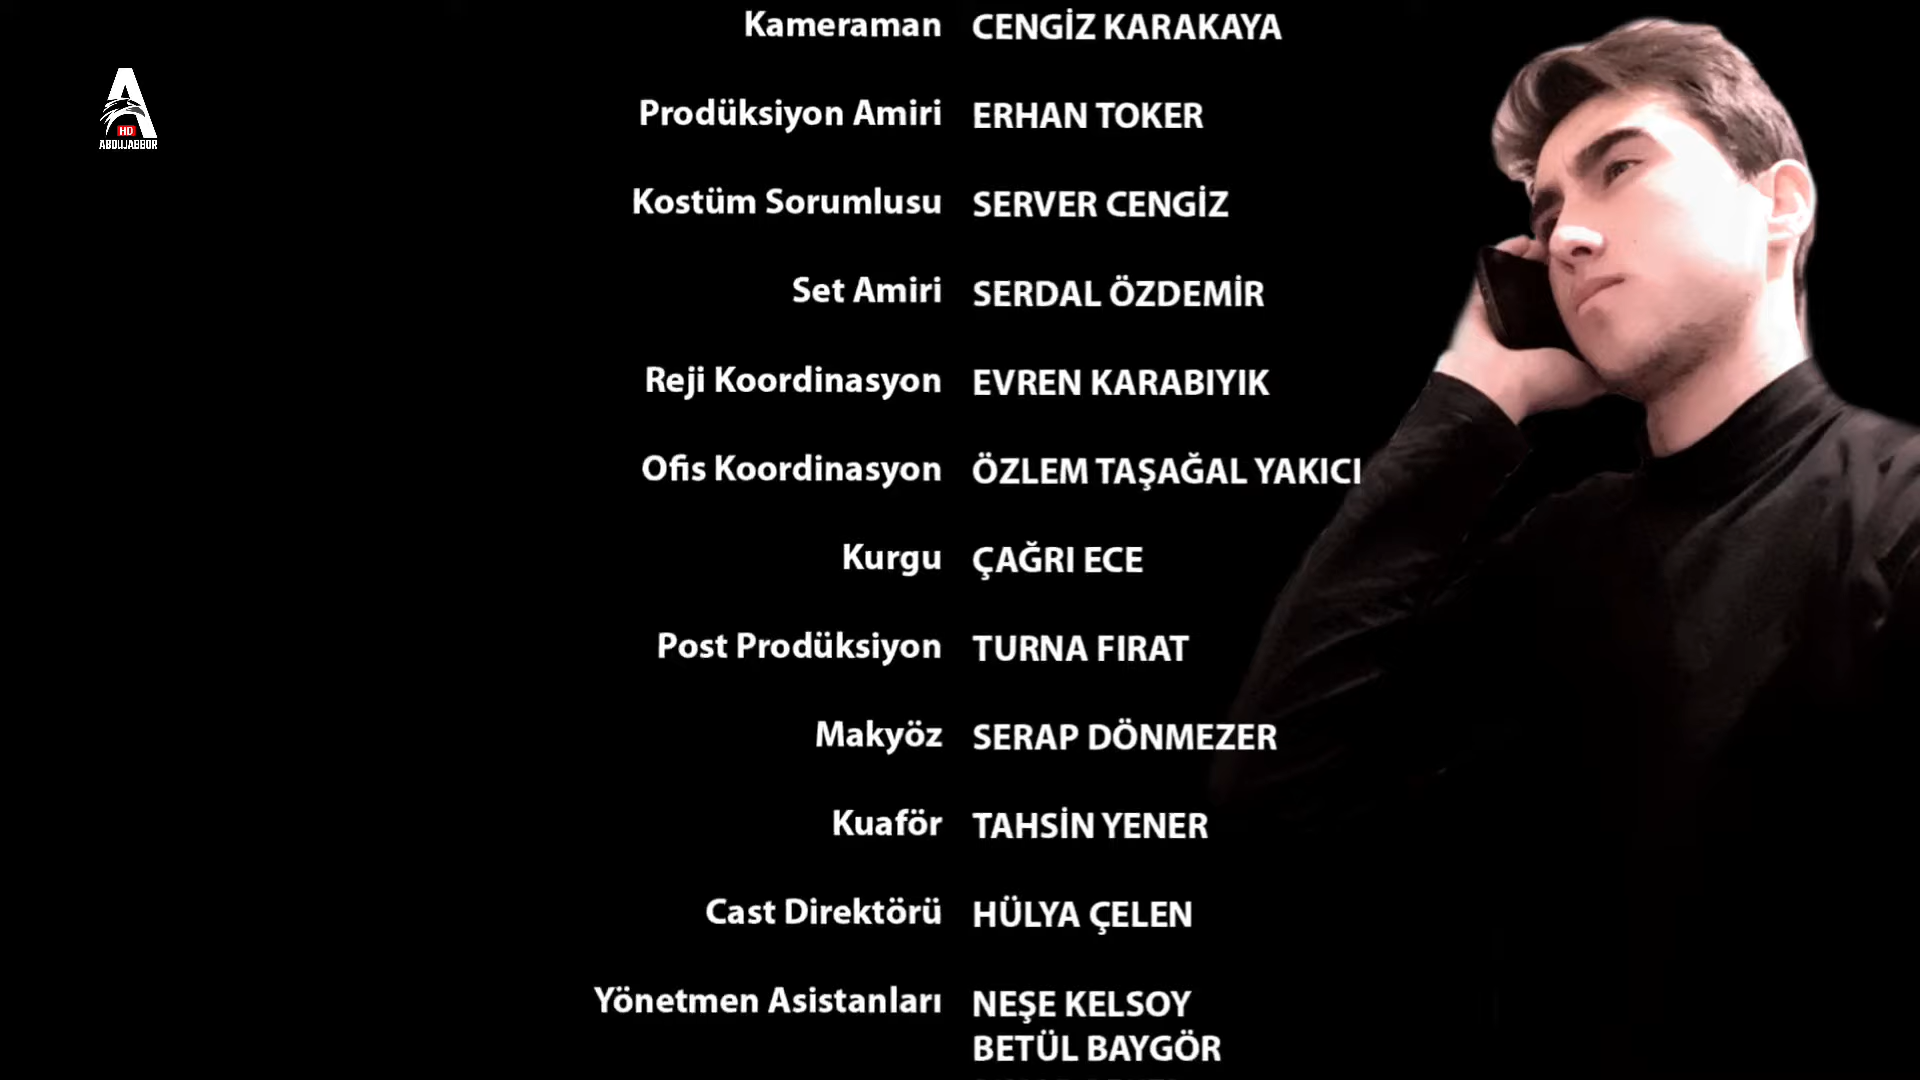 Kameraman CENGİZ KARAKAYA
A
HD
ABDUJABBOR
Prodüksiyon Amiri ERHAN TOKER
Kostüm Sorumlusu SERVER CENGİZ
Set Amiri SERDAL ÖZDEMİR
Reji Koordinasyon EVREN KARABIYIK
Ofis Koordinasyon ÖZLEM TAŞAĞAL YAKICI
Kurgu ÇAĞRI ECE
Post Prodüksiyon TURNA FIRAT
Makyöz SERAP DÖNMEZER
Kuaför TAHSİN YENER
Cast Direktörü HÜLYA ÇELEN
Yönetmen Asistanları NEŞE KELSOY
BETÜL BAYGÖR